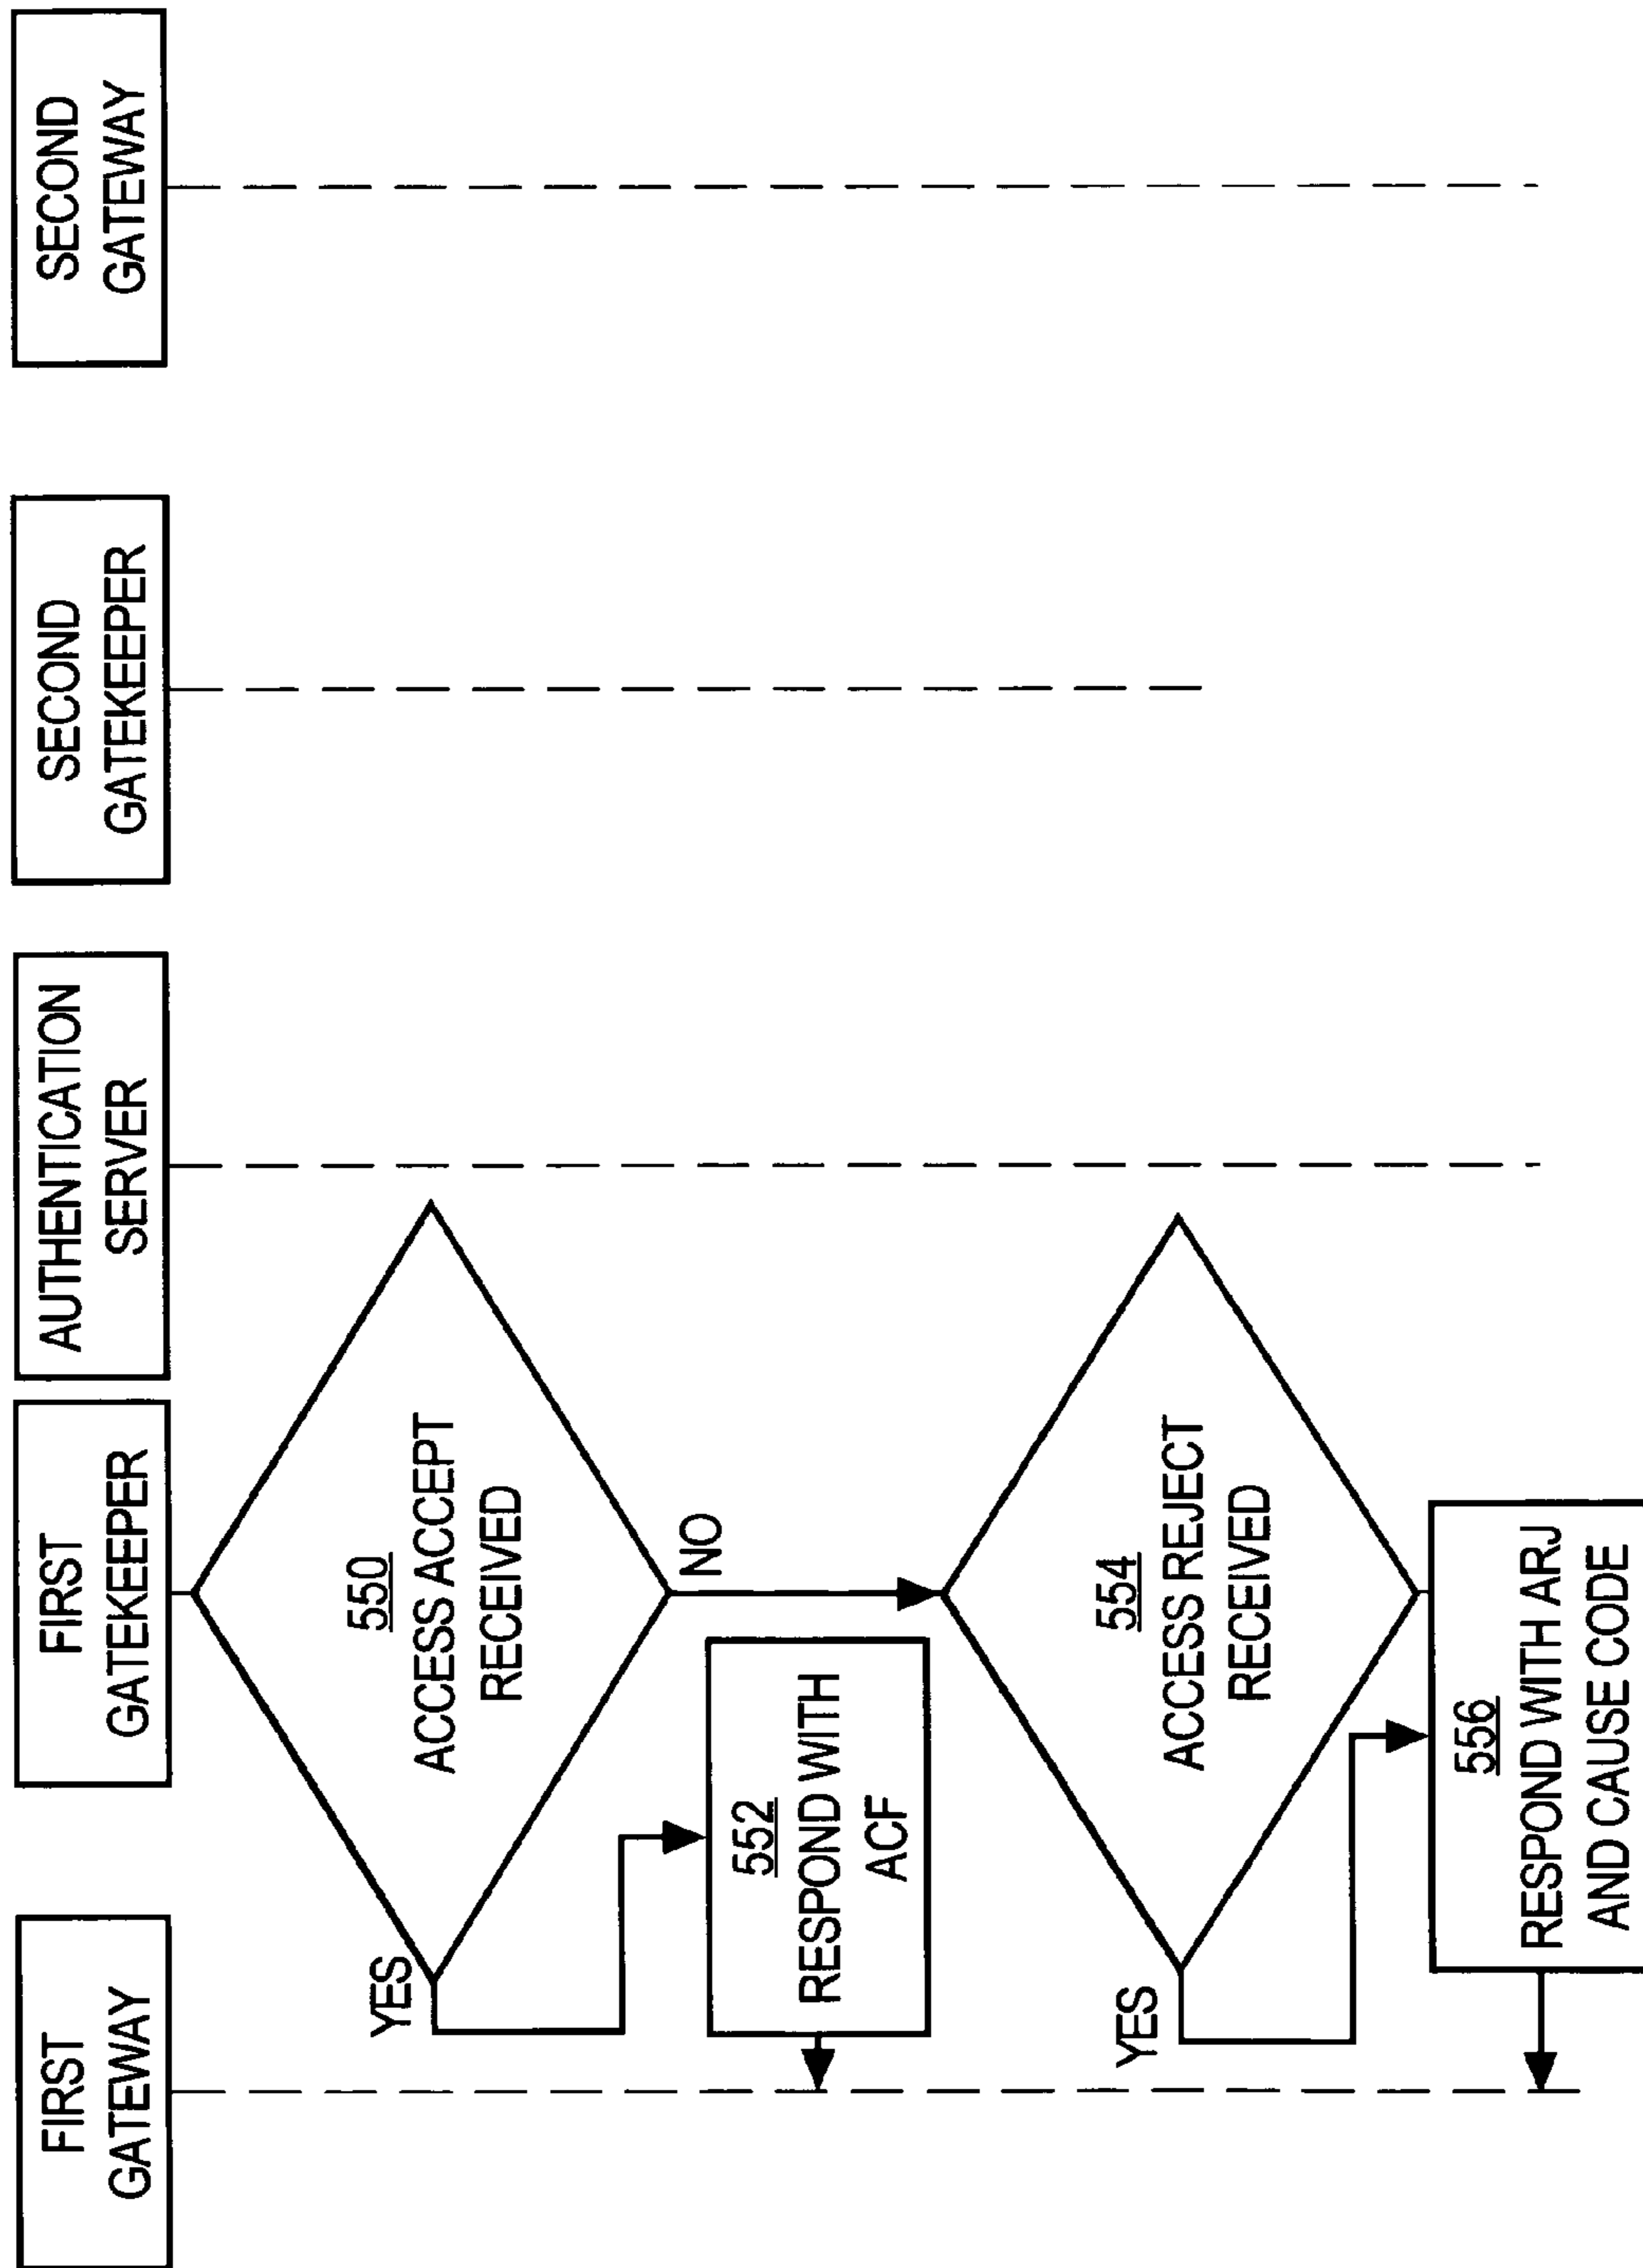 FIRST
GATEWAY
FIRST
GATEKEEPER
AUTHENTICATION
SERVER
SECOND
GATEKEEPER
SECOND
GATEWAY
550
ACCESS ACCEPT
RECEIVED
YES
NO
552
RESPOND WITH
ACF
554
ACCESS REJECT
RECEIVED
YES
556
RESPOND WITH ARJ
AND CAUSE CODE